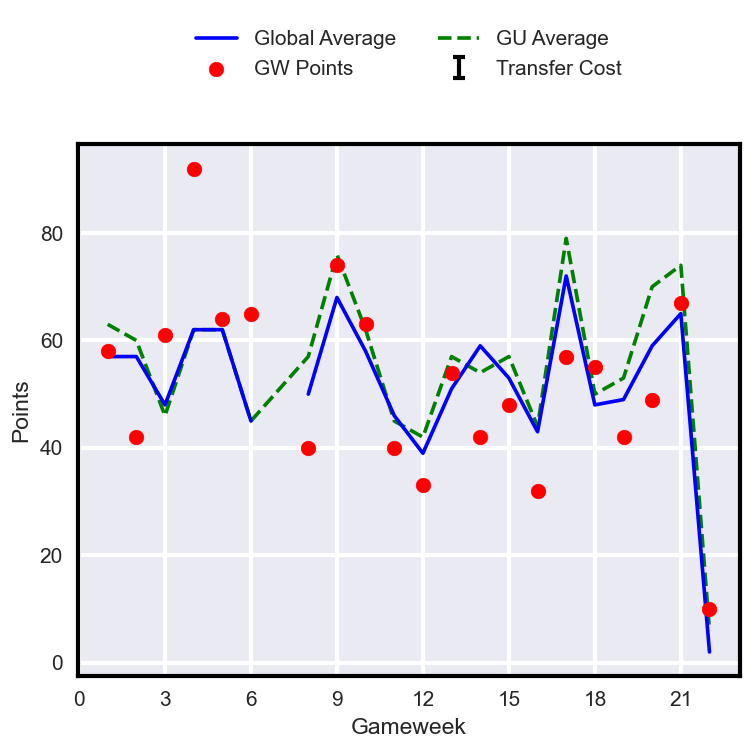 Global Average GU Average
GW Points Transfer Cost
80
60
40
20
0
Points
0 3 6 9 12 15 18 21
Gameweek